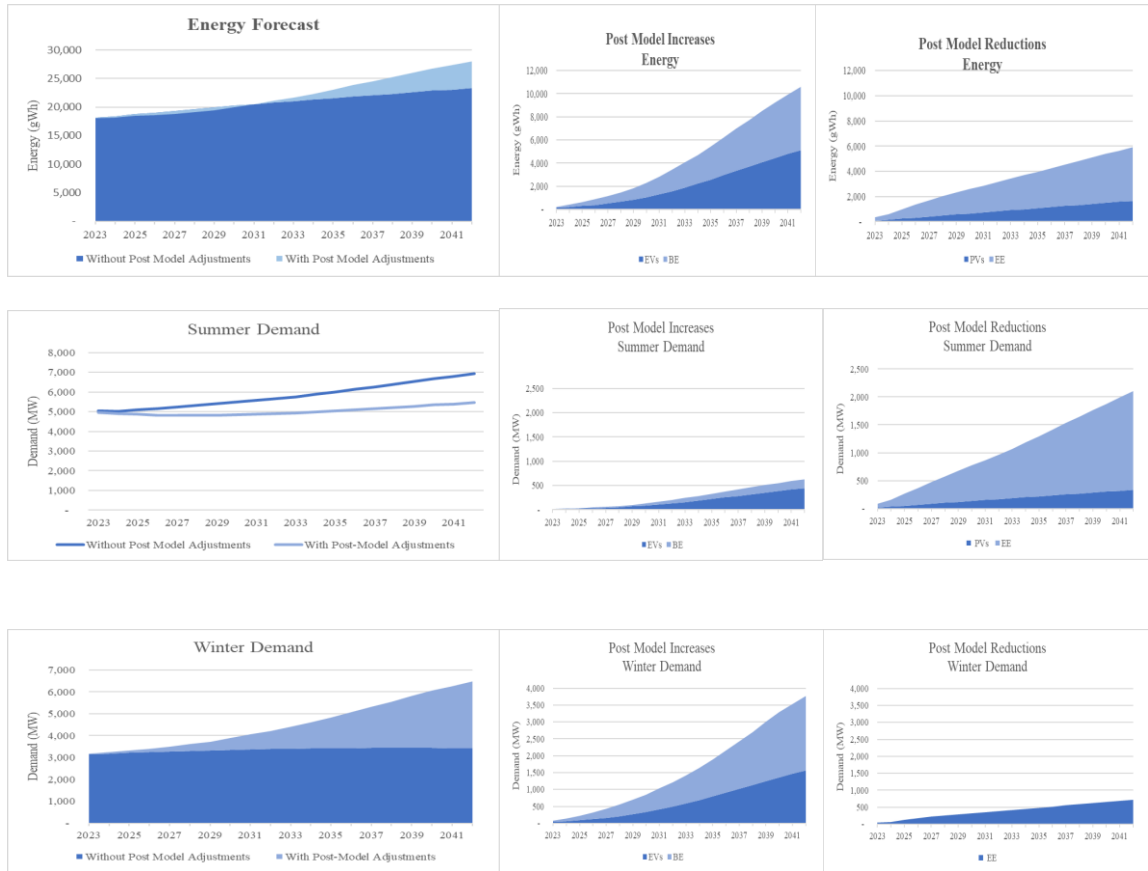 Energy Forecast
Energy (gWh)
30,000
25,000
20,000
15,000
10,000
5,000
-
2023 2025 2027 2029 2031 2033 2035 2037 2039 2041
Without Post Model Adjustments With Post Model Adjustments
Post Model Increases
Energy
Energy (gWh)
12,000
10,000
8,000
6,000
4,000
2,000
-
2023 2025 2027 2029 2031 2033 2035 2037 2039 2041
EVs BE
Post Model Reductions
Energy
Energy (gWh)
12,000
10,000
8,000
6,000
4,000
2,000
-
2023 2025 2027 2029 2031 2033 2035 2037 2039 2041
PVs EE
Summer Demand
Demand (MW)
8,000
7,000
6,000
5,000
4,000
3,000
2,000
1,000
-
2023 2025 2027 2029 2031 2033 2035 2037 2039 2041
Without Post Model Adjustments With Post-Model Adjustments
Post Model Increases
Summer Demand
Demand (MW)
2,500
2,000
1,500
1,000
500
-
2023 2025 2027 2029 2031 2033 2035 2037 2039 2041
EVs BE
Post Model Reductions
Summer Demand
Demand (MW)
2,500
2,000
1,500
1,000
500
-
2023 2025 2027 2029 2031 2033 2035 2037 2039 2041
PVs EE
Winter Demand
Demand (MW)
7,000
6,000
5,000
4,000
3,000
2,000
1,000
-
2023 2025 2027 2029 2031 2033 2035 2037 2039 2041
Without Post Model Adjustments With Post-Model Adjustments
Post Model Increases
Winter Demand
Demand (MW)
4,000
3,500
3,000
2,500
2,000
1,500
1,000
500
-
2023 2025 2027 2029 2031 2033 2035 2037 2039 2041
EVs BE
Post Model Reductions
Winter Demand
Demand (MW)
4,000
3,500
3,000
2,500
2,000
1,500
1,000
500
-
2023 2025 2027 2029 2031 2033 2035 2037 2039 2041
EE